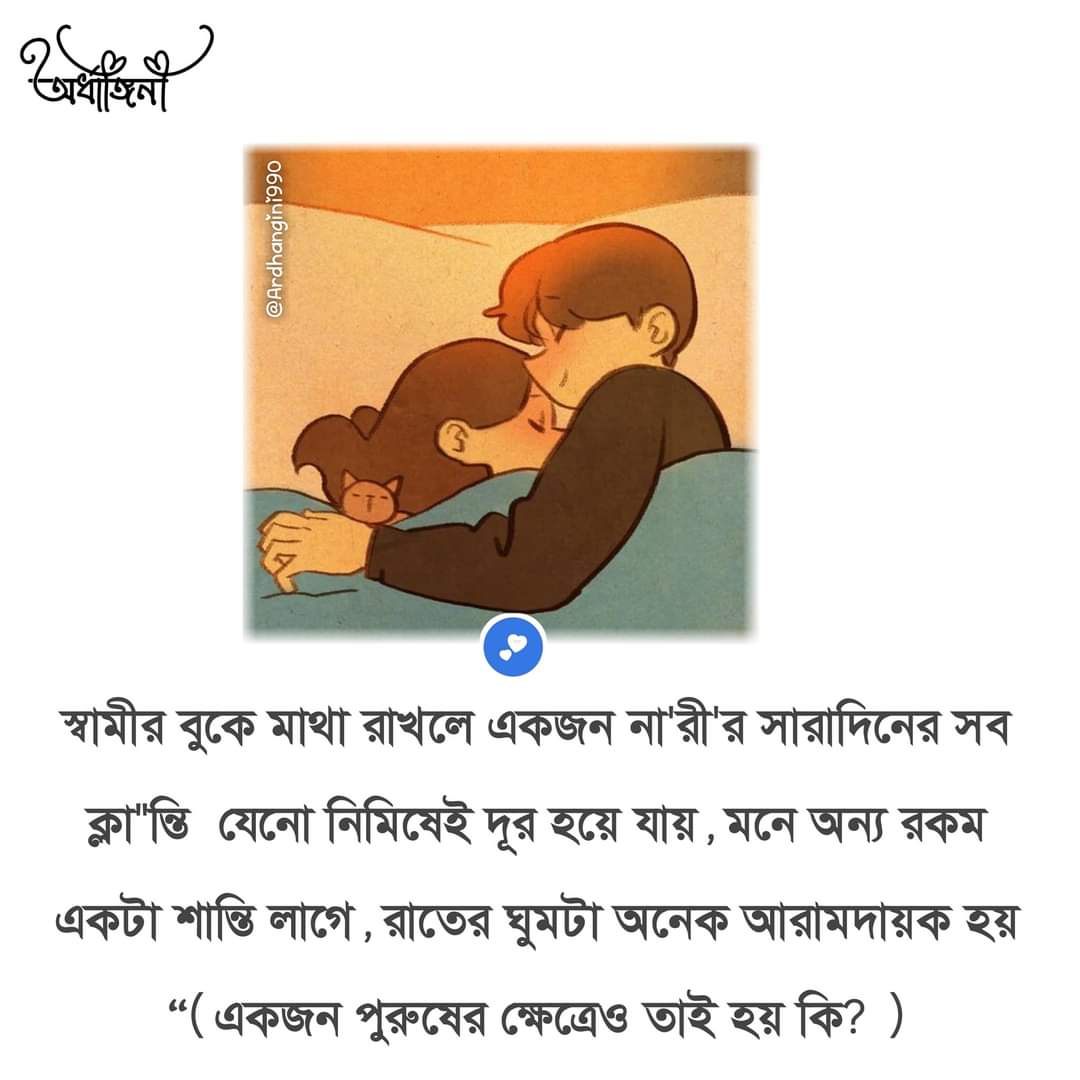 অর্ধাঙ্গিনী
@Ardhangini990
স্বামীর বুকে মাথা রাখলে একজন না'রী'র সারাদিনের সব
ক্লা"ন্তি যেনো নিমিষেই দূর হয়ে যায় , মনে অন্য রকম
একটা শান্তি লাগে , রাতের ঘুমটা অনেক আরামদায়ক হয়
“( একজন পুরুষের ক্ষেত্রেও তাই হয় কি? )